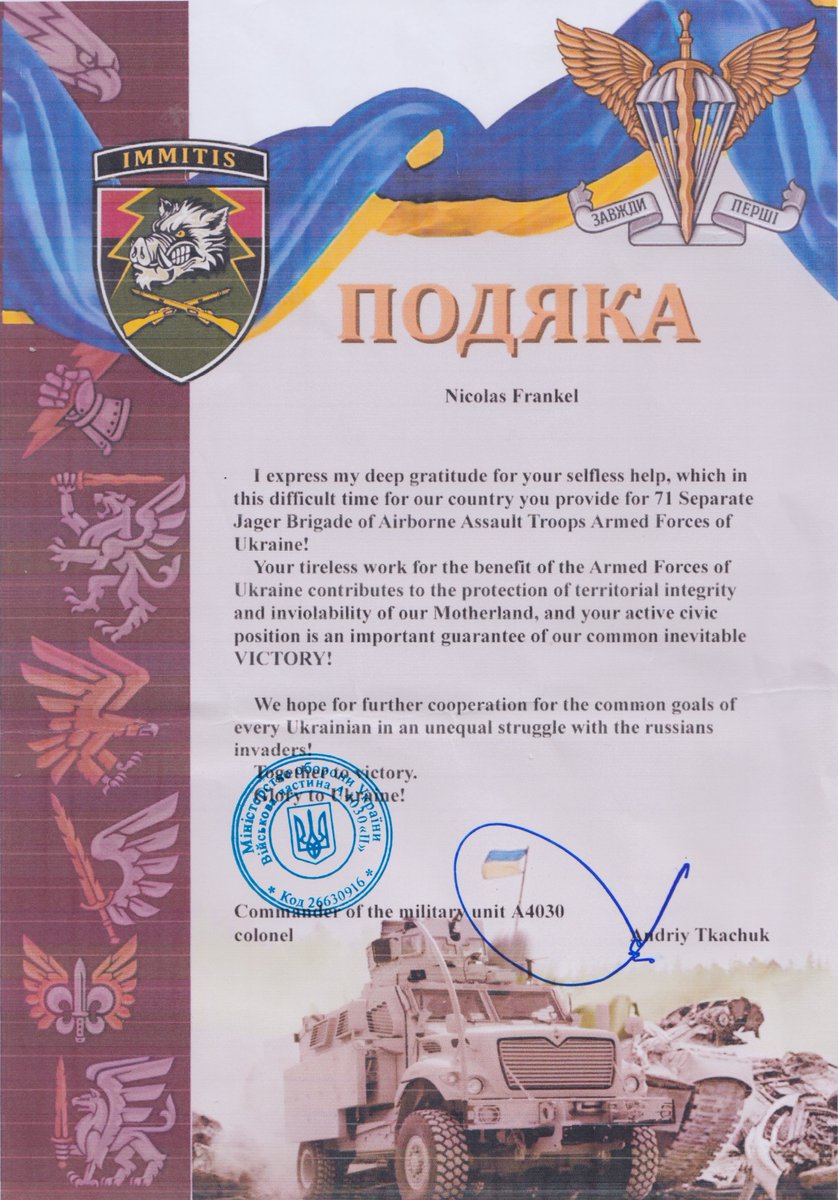 IMMITIS
ЗАВЖДИ ПЕРШІ
ПОДЯКА
Nicolas Frankel
I express my deep gratitude for your selfless help, which in
this difficult time for our country you provide for 71 Separate
Jager Brigade of Airborne Assault Troops Armed Forces of
Ukraine!
Your tireless work for the benefit of the Armed Forces of
Ukraine contributes to the protection of territorial integrity
and inviolability of our Motherland, and your active civic
position is an important guarantee of our common inevitable
VICTORY!
We hope for further cooperation for the common goals of
every Ukrainian in an unequal struggle with the russians
invaders!
Together to victory.
Glory to Ukraine!
Міністерство оборони України
Військова частина А4030 «ІІ»
* Код 26630916 *
Commander of the military unit A4030
colonel Andriy Tkachuk